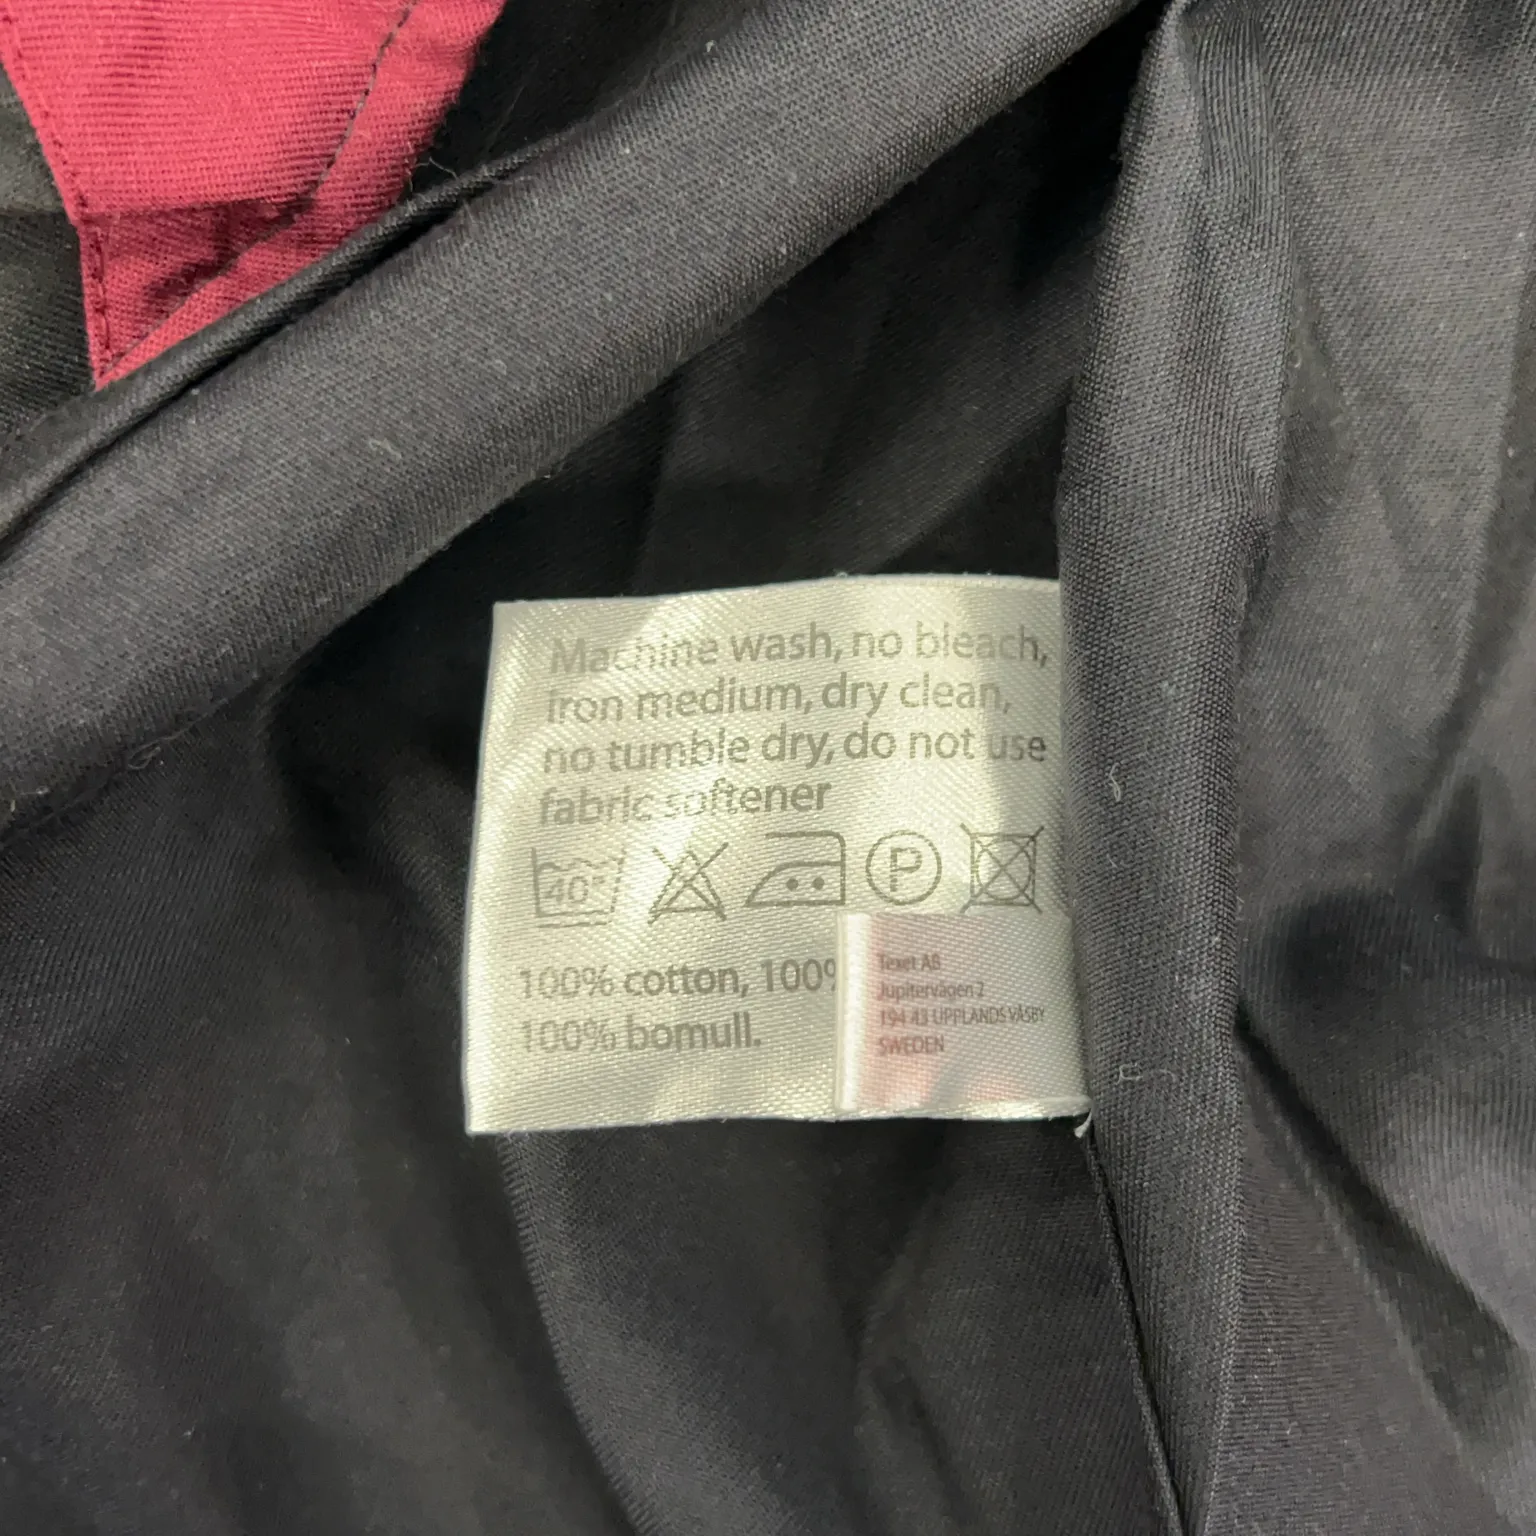 Machine wash, no bleach,
iron medium, dry clean,
no tumble dry, do not use
fabric softener
40°
P
100% cotton, 100%
100% bomull.
Texet AB
Jupitervägen 2
194 43 UPPLANDS VÄSBY
SWEDEN